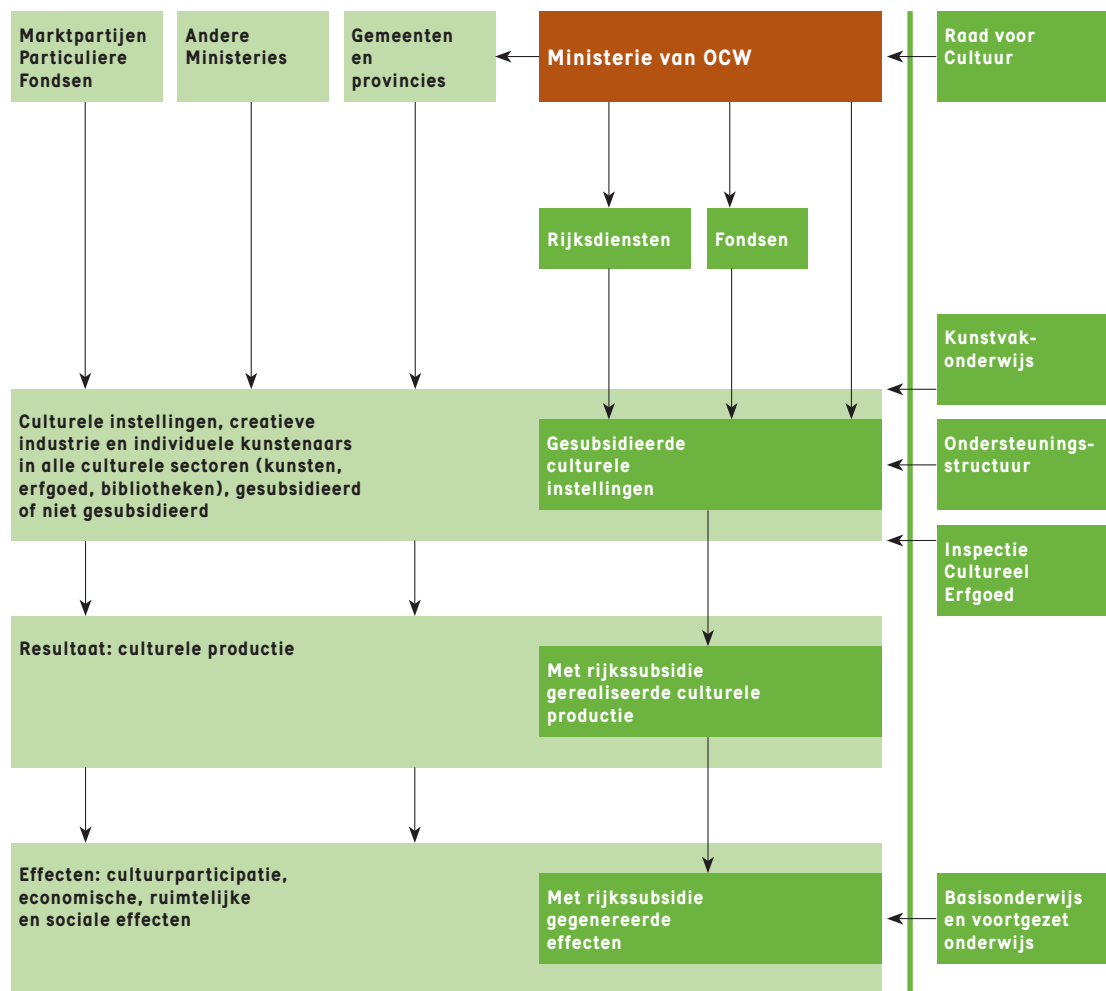 Marktpartijen
Particuliere
Fondsen
Andere
Ministeries
Gemeenten
en
provincies
Ministerie van OCW
Raad voor
Cultuur
Rijksdiensten
Fondsen
Kunstvak-
onderwijs
Culturele instellingen, creatieve
industrie en individuele kunstenaars
in alle culturele sectoren (kunsten,
erfgoed, bibliotheken), gesubsidieerd
of niet gesubsidieerd
Gesubsidieerde
culturele
instellingen
Ondersteunings-
structuur
Inspectie
Cultureel
Erfgoed
Resultaat: culturele productie
Met rijkssubsidie
gerealiseerde culturele
productie
Effecten: cultuurparticipatie,
economische, ruimtelijke
en sociale effecten
Met rijkssubsidie
gegenereerde
effecten
Basisonderwijs
en voortgezet
onderwijs